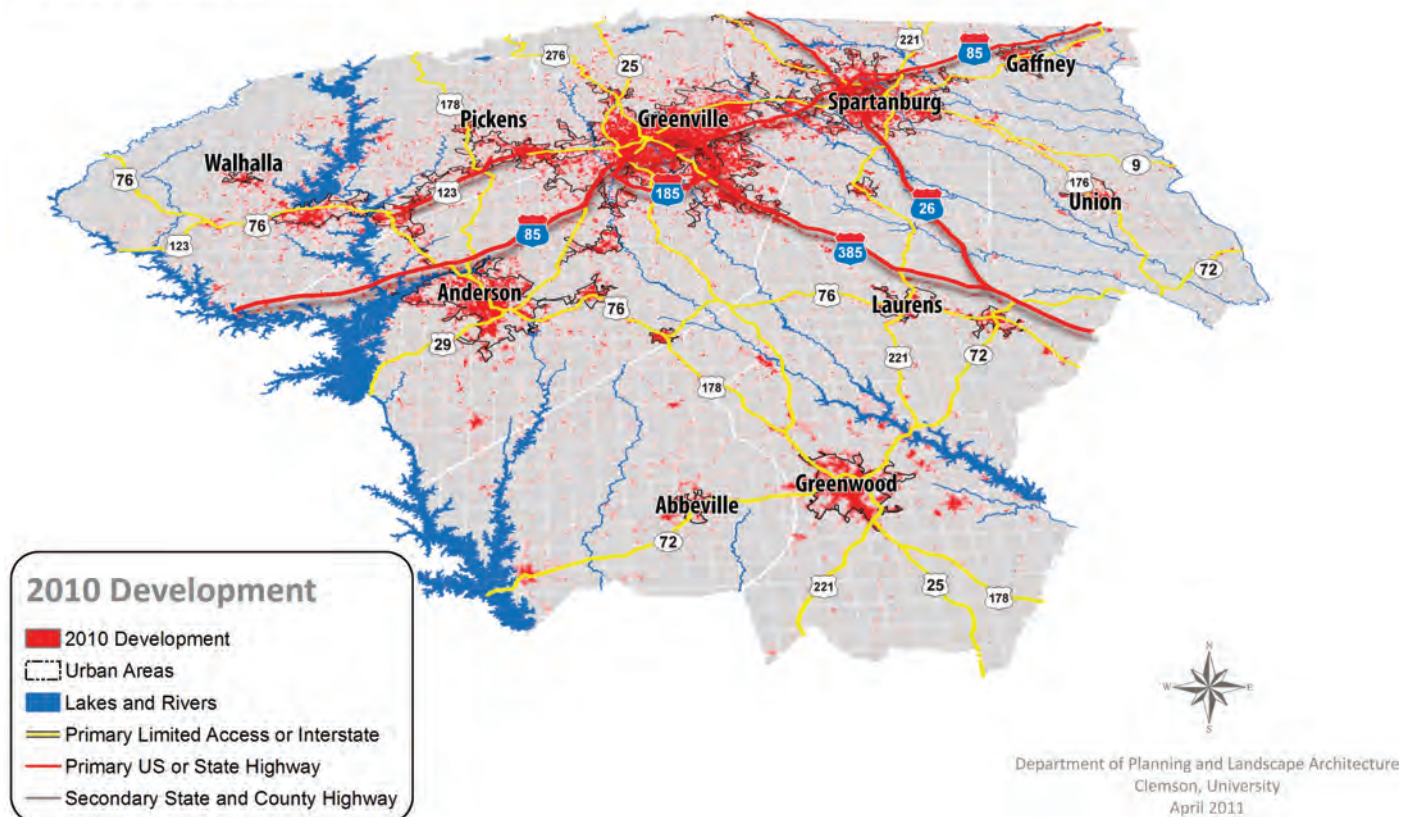 221
85
Gaffney
276
25
Spartanburg
178
Pickens
Greenville
Walhalla
76
123
9
176
Union
185
26
76
123
85
385
72
Anderson
76
76
Laurens
29
72
221
178
Greenwood
Abbeville
72
221
25
178
2010 Development
2010 Development
Urban Areas
Lakes and Rivers
Primary Limited Access or Interstate
Primary US or State Highway
Secondary State and County Highway
N
W
E
S
Department of Planning and Landscape Architecture
Clemson, University
April 2011